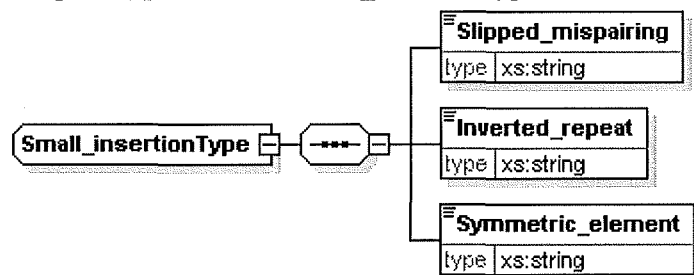 Slipped_mispairing
type xs:string
Small_insertionType
Inverted_repeat
type xs:string
Symmetric_element
type xs:string